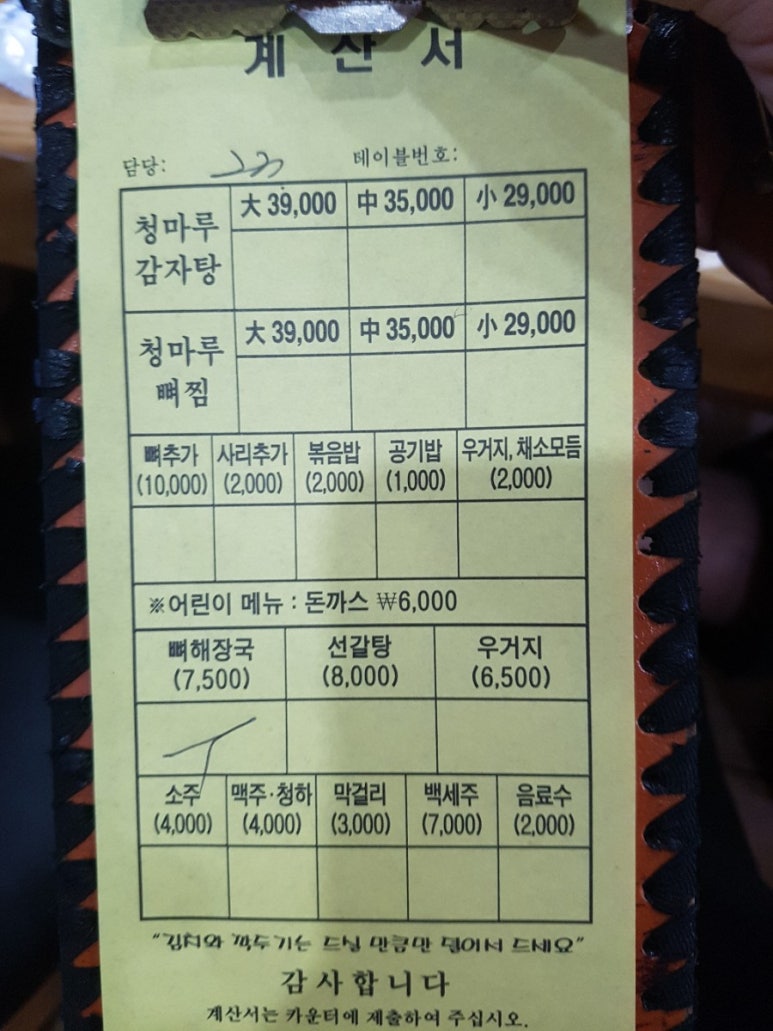 계 산 서
담당: 테이블번호:
청마루 감자탕
大 39,000 中 35,000 小 29,000
청마루 뼈찜
大 39,000 中 35,000 小 29,000
뼈추가 사리추가 볶음밥 공기밥 우거지, 채소모듬
(10,000) (2,000) (2,000) (1,000) (2,000)
※어린이 메뉴 : 돈까스 ₩6,000
뼈해장국 선갈탕 우거지
(7,500) (8,000) (6,500)
소주 맥주·청하 막걸리 백세주 음료수
(4,000) (4,000) (3,000) (7,000) (2,000)
"김치와 깍두기는 드실 만큼만 덜어서 드세요"
감사합니다
계산서는 카운터에 제출하여 주십시오.